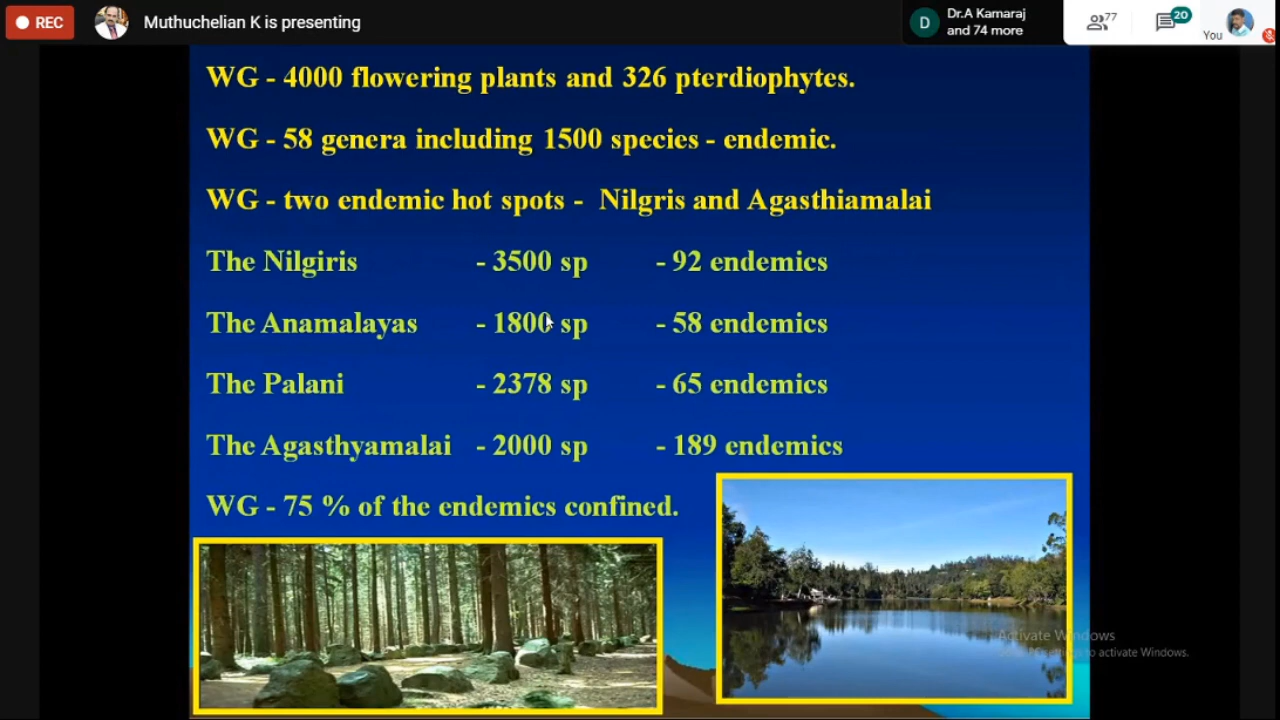 REC
Muthuchelian K is presenting
D
Dr.A Kamaraj
and 74 more
77
20
You
WG - 4000 flowering plants and 326 pterdiophytes.
WG - 58 genera including 1500 species - endemic.
WG - two endemic hot spots - Nilgris and Agasthiamalai
The Nilgiris - 3500 sp - 92 endemics
The Anamalayas - 1800 sp - 58 endemics
The Palani - 2378 sp - 65 endemics
The Agasthyamalai - 2000 sp - 189 endemics
WG - 75 % of the endemics confined.
Activate Windows
to activate Windows.